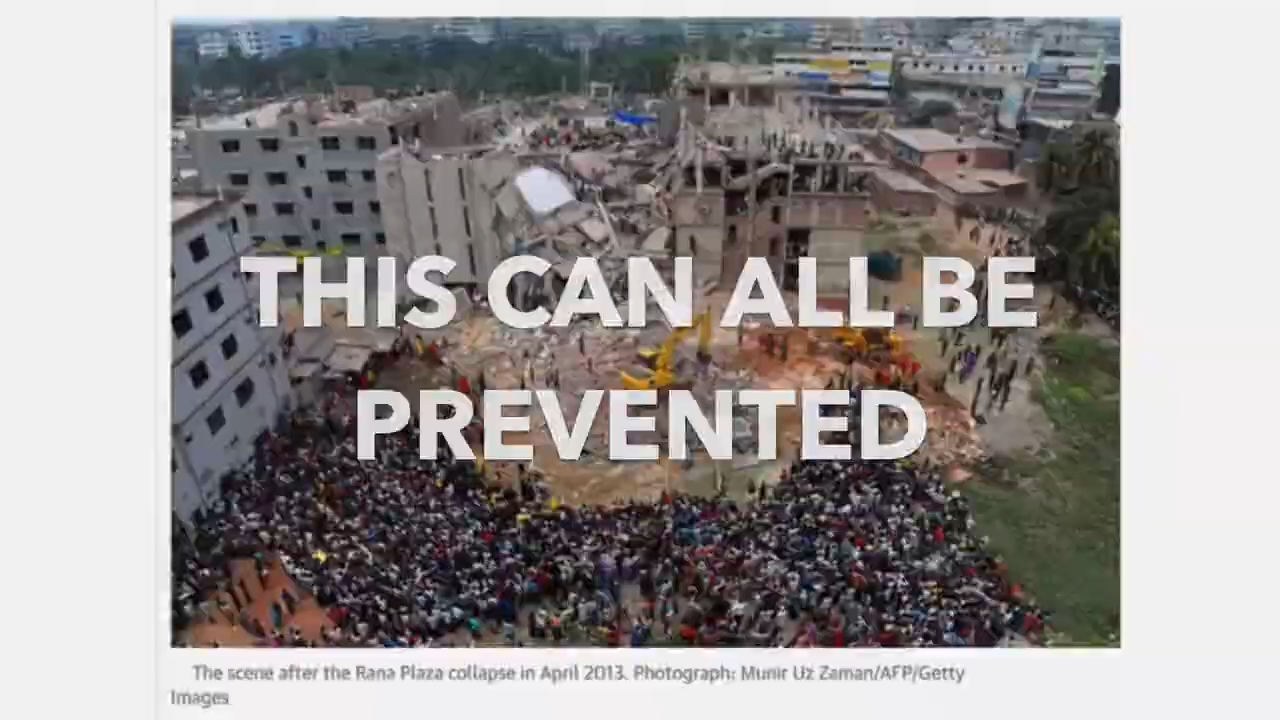 THIS CAN ALL BE
PREVENTED
The scene after the Rana Plaza collapse in April 2013. Photograph: Munir Uz Zaman/AFP/Getty
Images